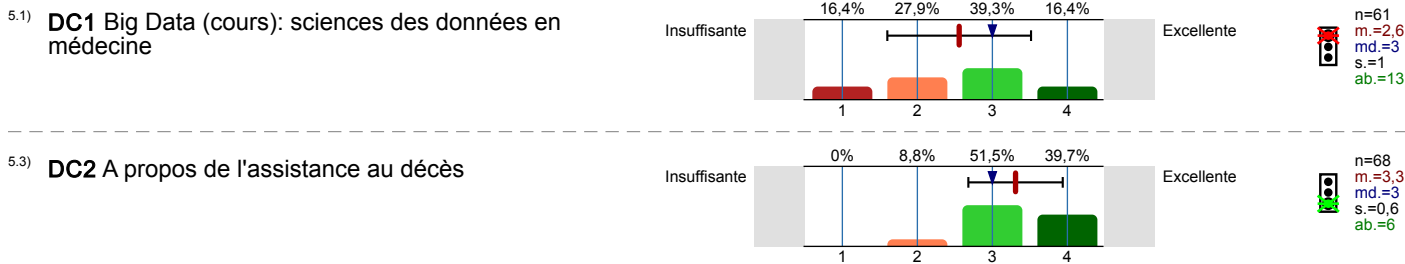 5.1) DC1 Big Data (cours): sciences des données en
médecine
Insuffisante
16,4% 27,9% 39,3% 16,4%
1 2 3 4
Excellente
n=61
m.=2,6
md.=3
s.=1
ab.=13
5.3) DC2 A propos de l'assistance au décès
Insuffisante
0% 8,8% 51,5% 39,7%
1 2 3 4
Excellente
n=68
m.=3,3
md.=3
s.=0,6
ab.=6